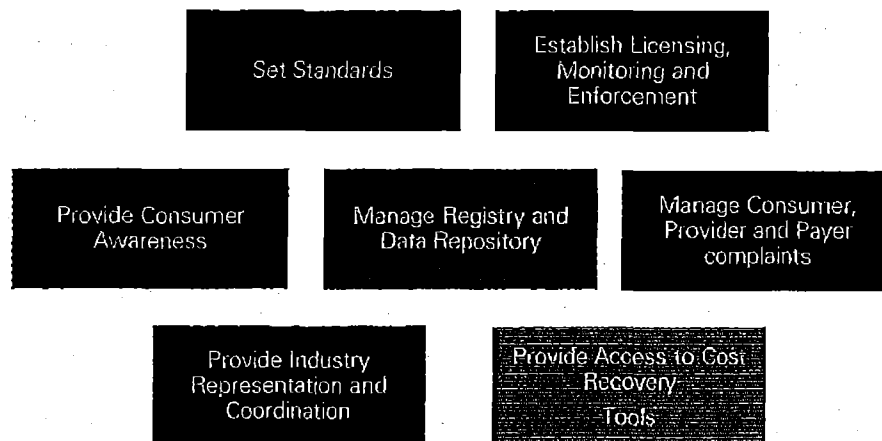 Set Standards
Establish Licensing,
Monitoring and
Enforcement
Provide Consumer
Awareness
Manage Registry and
Data Repository
Manage Consumer,
Provider and Payer
complaints
Provide Industry
Representation and
Coordination
Provide Access to Cost
Recovery
Tools